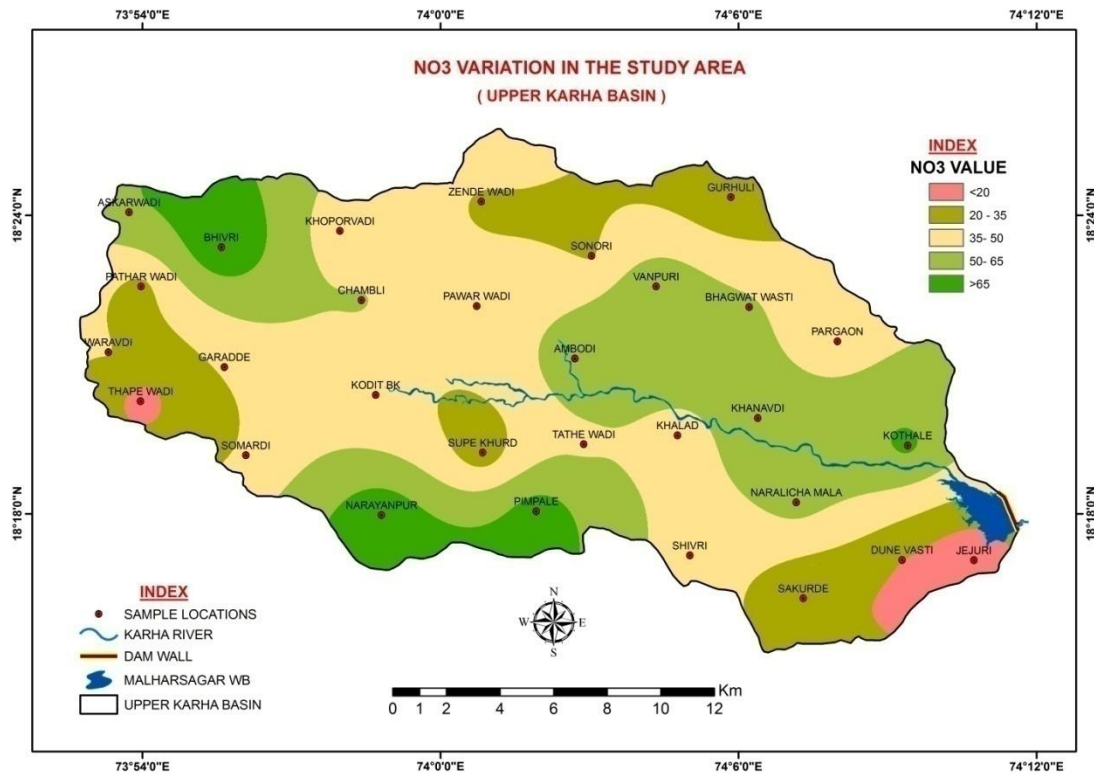 73°54'0"E
74°0'0"E
74°6'0"E
74°12'0"E
NO3 VARIATION IN THE STUDY AREA
( UPPER KARHA BASIN )
INDEX
NO3 VALUE
<20
20 - 35
35- 50
50- 65
>65
18°24'0"N
18°24'0"N
ZENDE WADI
GURHULI
ASKARWADI
KHOPORVADI
BHIVRI
SONORI
PATHAR WADI
VANPURI
CHAMBLI
PAWAR WADI
BHAGWAT WASTI
PARGAON
WARAVDI
GARADDE
AMBODI
THAPE WADI
KODIT BK
KHANAVDI
SOMARDI
SUPE KHURD
TATHE WADI
KHALAD
KOTHALE
NARAYANPUR
PIMPALE
NARALICHA MALA
18°18'0"N
18°18'0"N
SHIVRI
DUNE VASTI
JEJURI
SAKURDE
INDEX
SAMPLE LOCATIONS
KARHA RIVER
DAM WALL
MALHARSAGAR WB
UPPER KARHA BASIN
N
W
E
S
Km
0 1 2 4 6 8 10 12
73°54'0"E
74°0'0"E
74°6'0"E
74°12'0"E